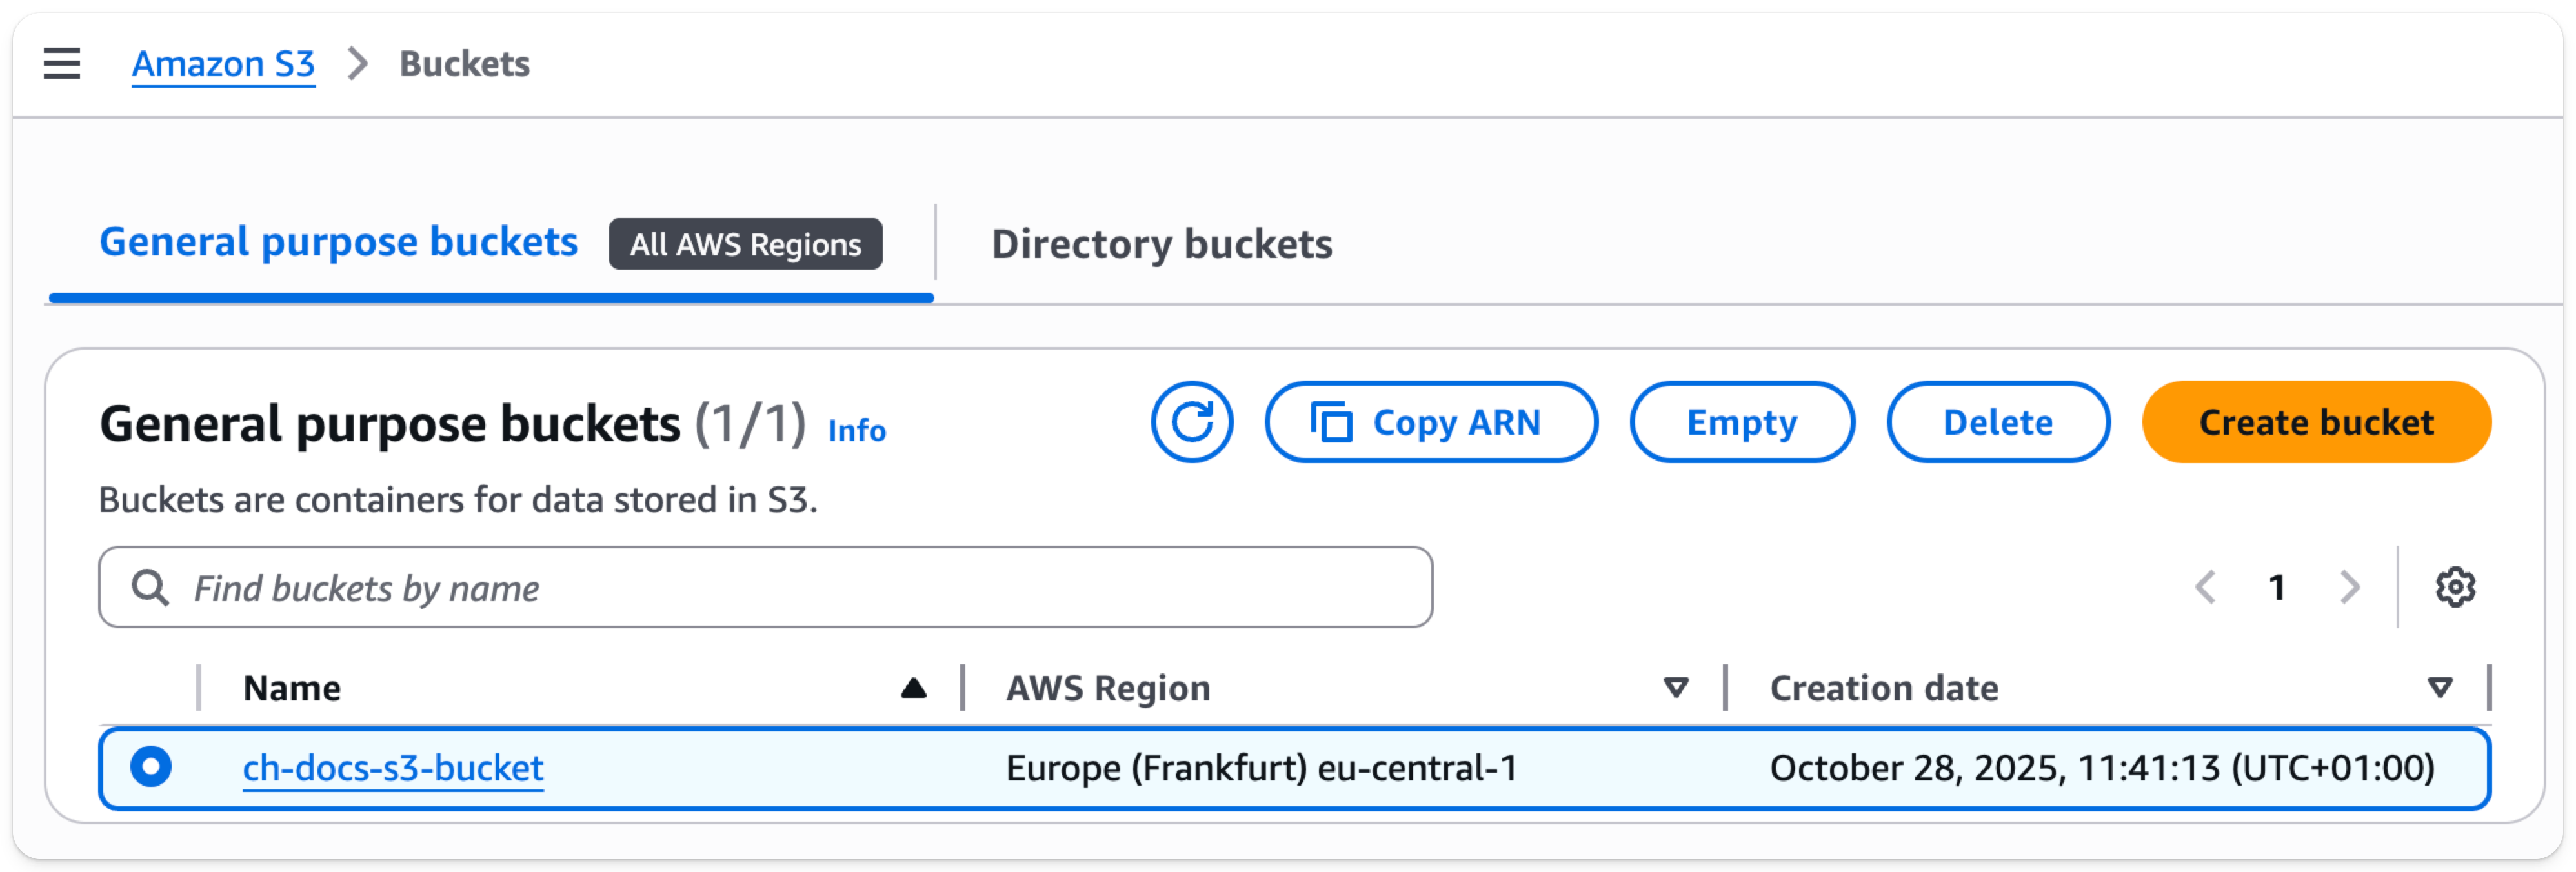 Amazon S3 > Buckets
General purpose buckets All AWS Regions Directory buckets
General purpose buckets (1/1) Info Copy ARN Empty Delete Create bucket
Buckets are containers for data stored in S3.
Find buckets by name 1
Name AWS Region Creation date
ch-docs-s3-bucket Europe (Frankfurt) eu-central-1 October 28, 2025, 11:41:13 (UTC+01:00)